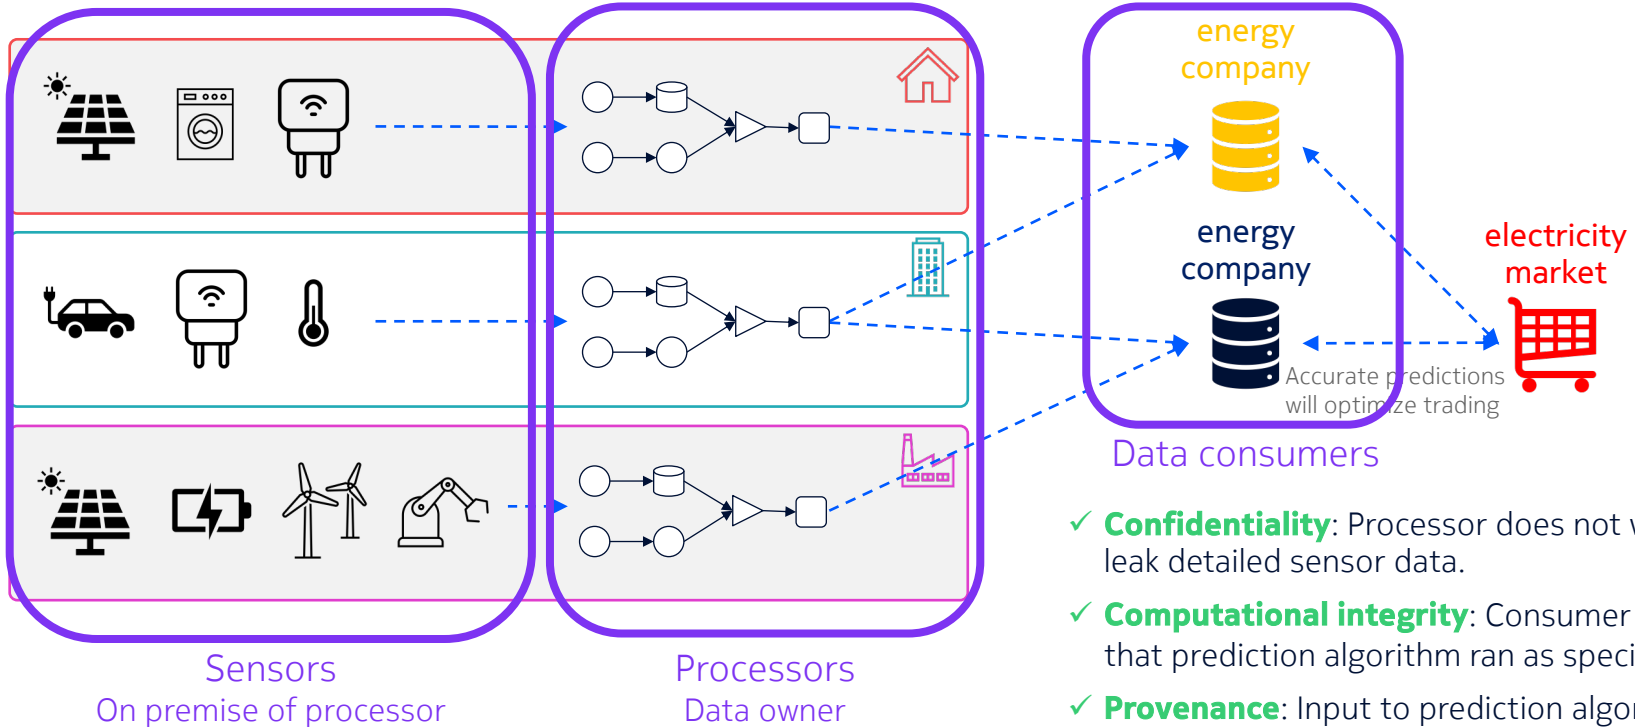 energy
company
energy
company
electricity
market
Accurate predictions
will optimize trading
Data consumers
Sensors
On premise of processor
Processors
Data owner
✓ Confidentiality: Processor does not
leak detailed sensor data.
✓ Computational integrity: Consumer
that prediction algorithm ran as
✓ Provenance: Input to prediction